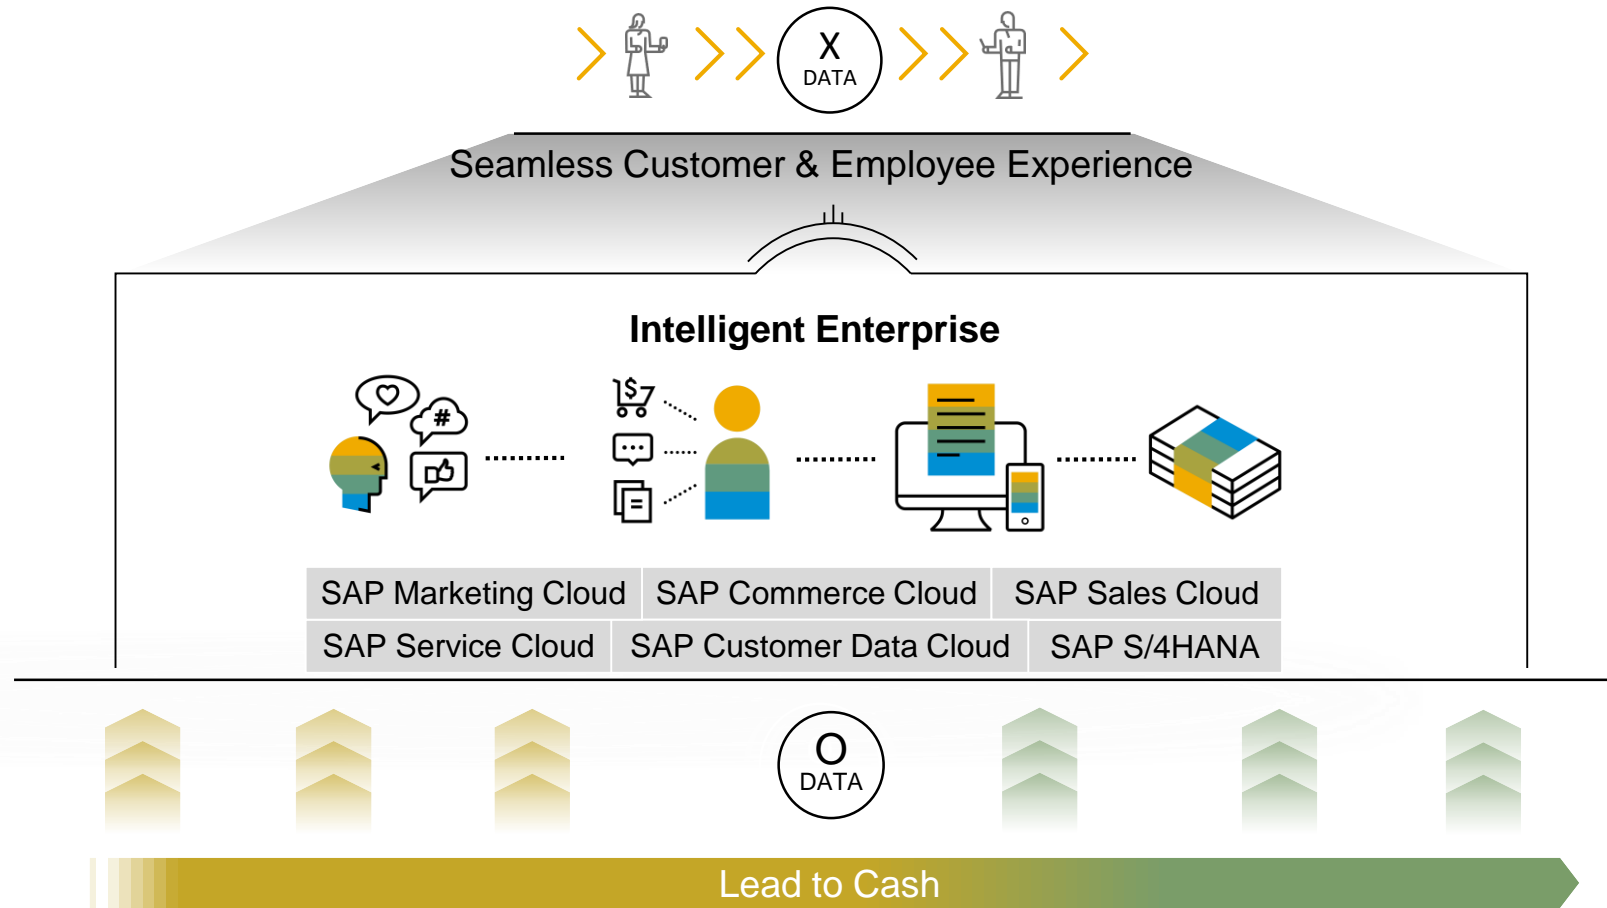 X
DATA
Seamless Customer & Employee Experience
Intelligent Enterprise
$
#
SAP Marketing Cloud
SAP Commerce Cloud
SAP Sales Cloud
SAP Service Cloud
SAP Customer Data Cloud
SAP S/4HANA
O
DATA
Lead to Cash